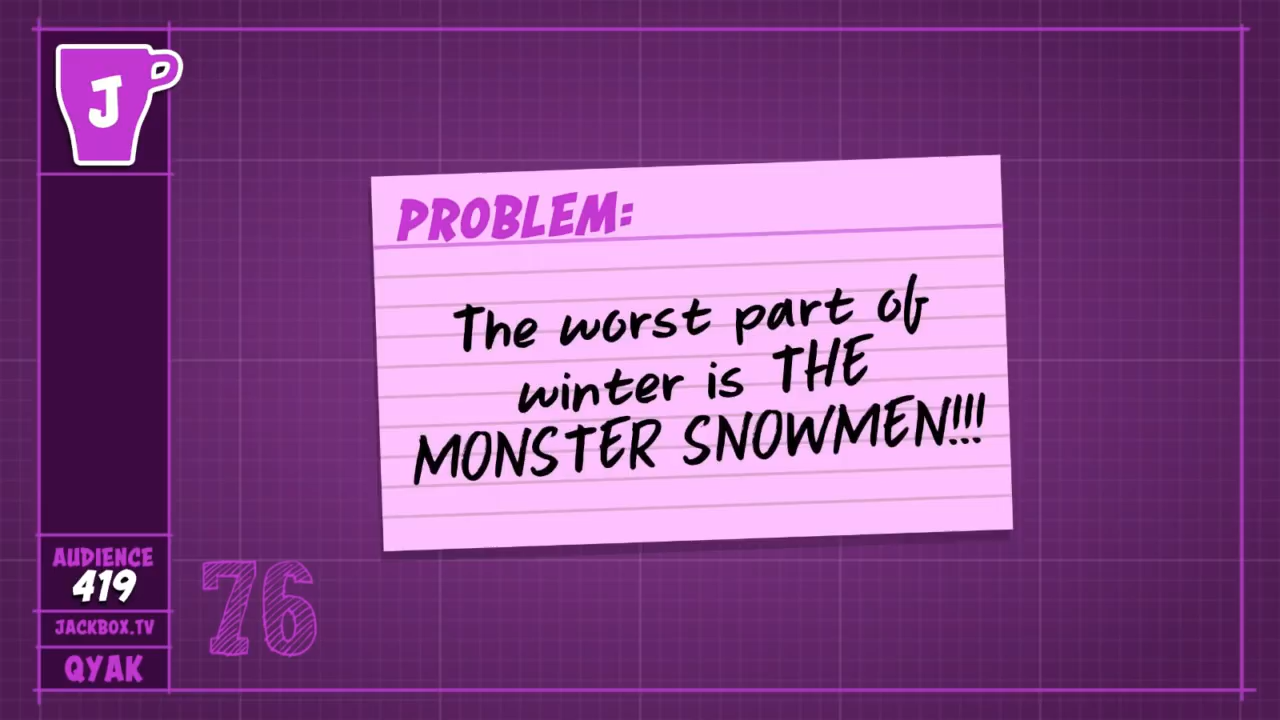 J
PROBLEM:
The worst part of
winter is THE
MONSTER SNOWMEN!!!
AUDIENCE
419
JACKBOX.TV
QYAK
76